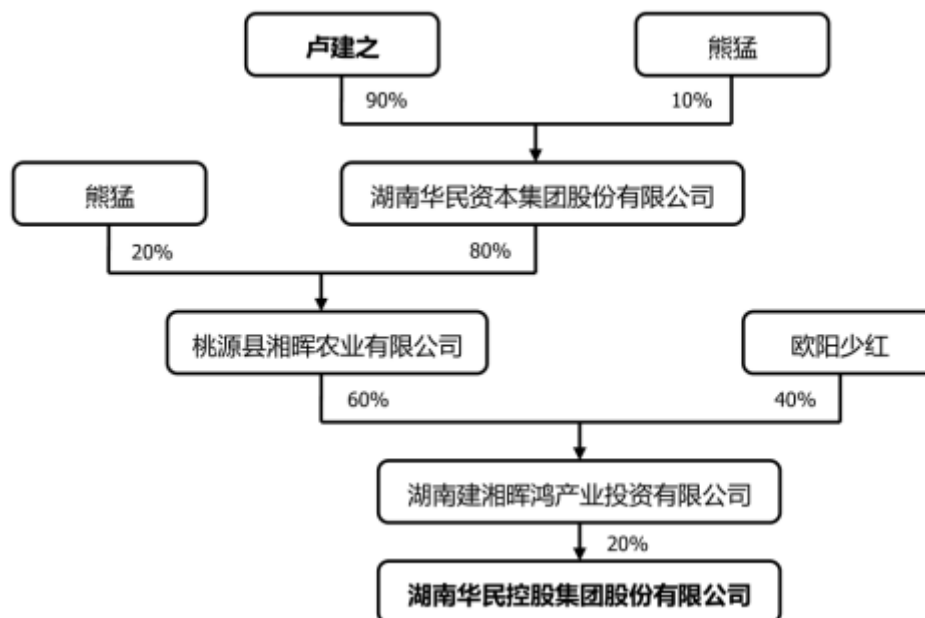 卢建之
熊猛
90%
10%
熊猛
湖南华民资本集团股份有限公司
20%
80%
桃源县湘晖农业有限公司
欧阳少红
60%
40%
湖南建湘晖鸿产业投资有限公司
20%
湖南华民控股集团股份有限公司